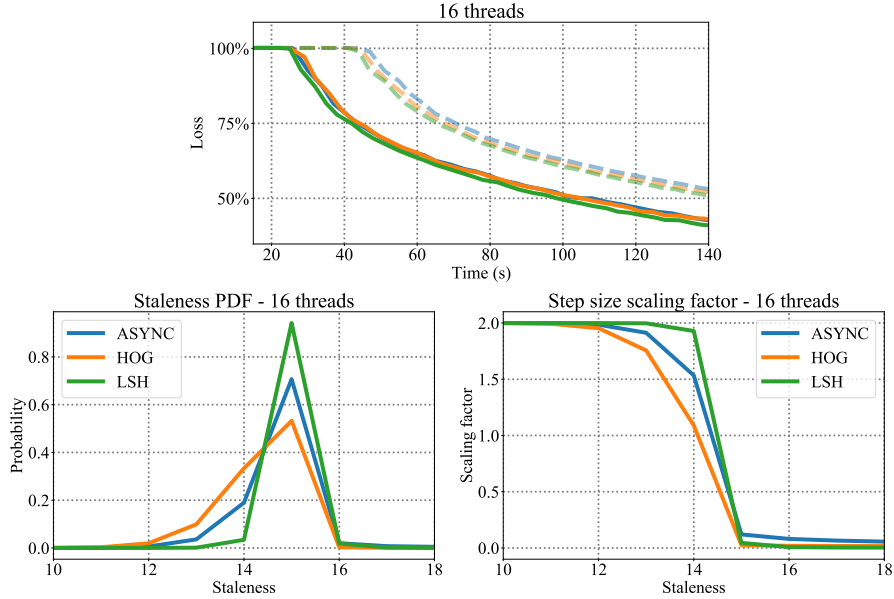 16 threads
100%
75%
50%
Loss
20 40 60 80 100 120 140
Time (s)
Staleness PDF - 16 threads
ASYNC
HOG
LSH
0.8
0.6
0.4
0.2
0.0
Probability
10 12 14 16 18
Staleness
Step size scaling factor - 16 threads
ASYNC
HOG
LSH
2.0
1.5
1.0
0.5
0.0
Scaling factor
10 12 14 16 18
Staleness